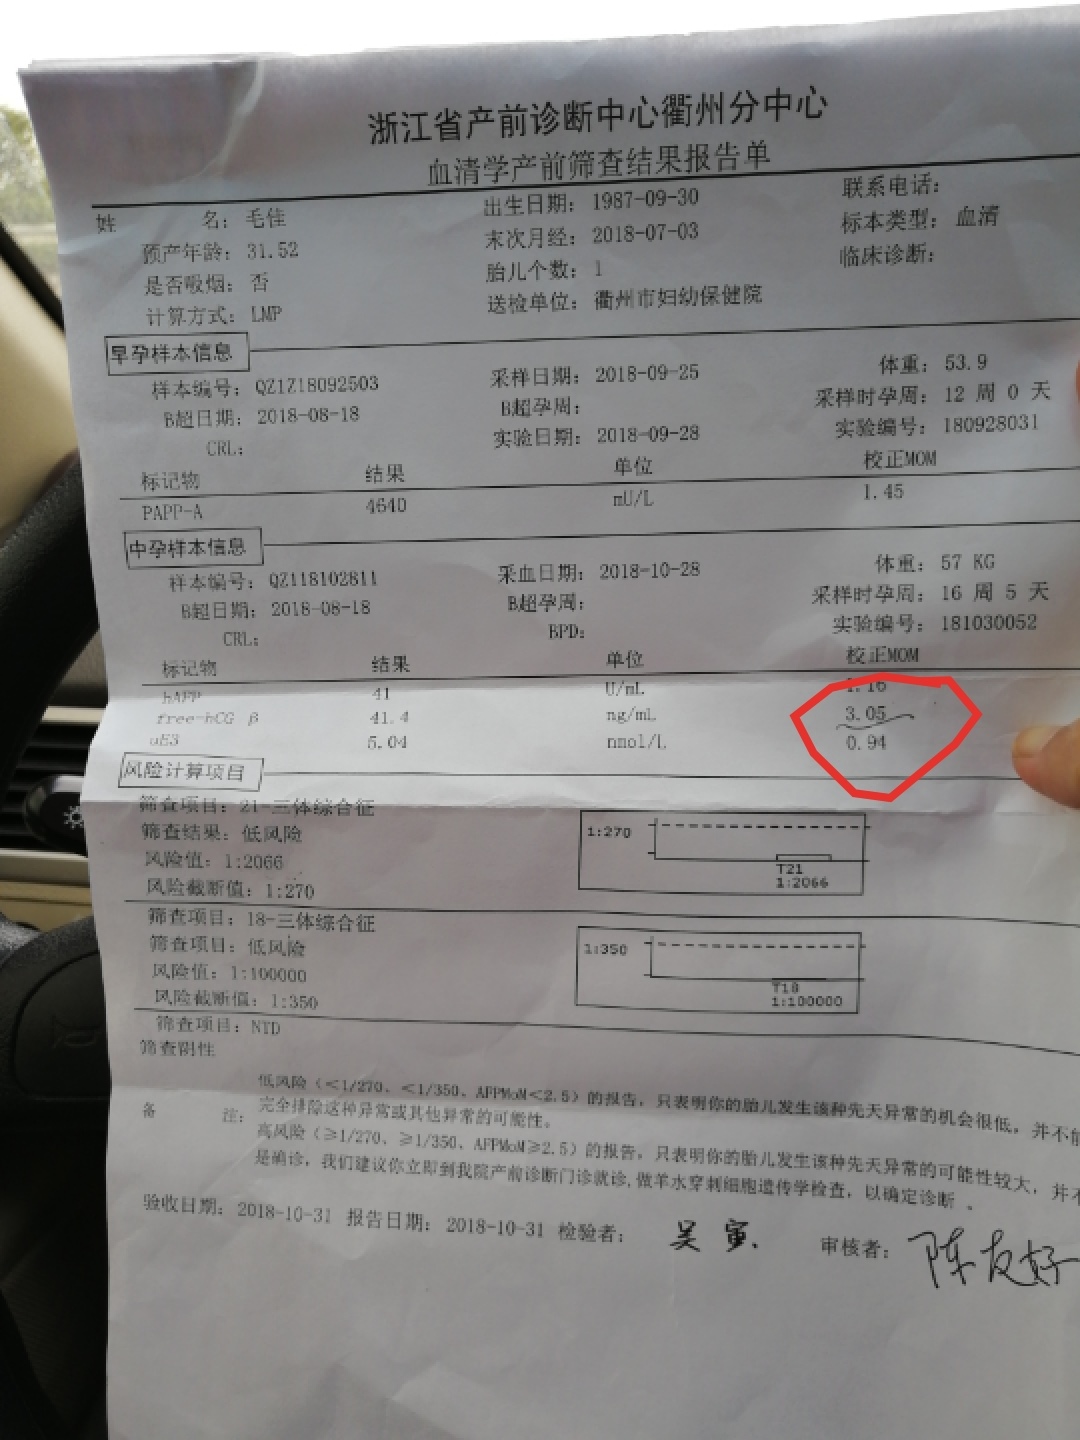 浙江省产前诊断中心衢州分中心
血清学产前筛查结果报告单
姓 名: 毛佳 出生日期: 1987-09-30 联系电话:
预产年龄: 31.52 末次月经: 2018-07-03 标本类型: 血清
是否吸烟: 否 胎儿个数: 1 临床诊断:
计算方式: LMP 送检单位: 衢州市妇幼保健院
早孕样本信息
样本编号: QZ1Z18092503 采样日期: 2018-09-25 体重: 53.9
B超日期: 2018-08-18 B超孕周: 采样时孕周: 12 周 0 天
CRL: 实验日期: 2018-09-28 实验编号: 180928031
标记物 结果 单位 校正MOM
PAPP-A 4640 mU/L 1.45
中孕样本信息
样本编号: QZ118102811 采血日期: 2018-10-28 体重: 57 KG
B超日期: 2018-08-18 B超孕周: 采样时孕周: 16 周 5 天
CRL: BPD: 实验编号: 181030052
标记物 结果 单位 校正MOM
hAFP 41 U/mL 1.16
free-hCG β 41.4 ng/mL 3.05
uE3 5.04 nmol/L 0.94
风险计算项目
筛查项目: 21-三体综合征
筛查结果: 低风险
风险值: 1:2066
风险截断值: 1:270
1:270
T21
1:2066
筛查项目: 18-三体综合征
筛查项目: 低风险
风险值: 1:100000
风险截断值: 1:350
1:350
T18
1:100000
筛查项目: NTD
筛查阴性
备 注: 低风险(<1/270、<1/350、AFPMoM<2.5)的报告, 只表明你的胎儿发生该种先天异常的机会很低, 并不能
完全排除这种异常或其他异常的可能性。
高风险(≥1/270、≥1/350、AFPMoM≥2.5)的报告, 只表明你的胎儿发生该种先天异常的可能性较大, 并不
是确诊, 我们建议你立即到我院产前诊断门诊就诊, 做羊水穿刺细胞遗传学检查, 以确定诊断 。
验收日期: 2018-10-31 报告日期: 2018-10-31 检验者: 吴寅 审核者: 陈友好